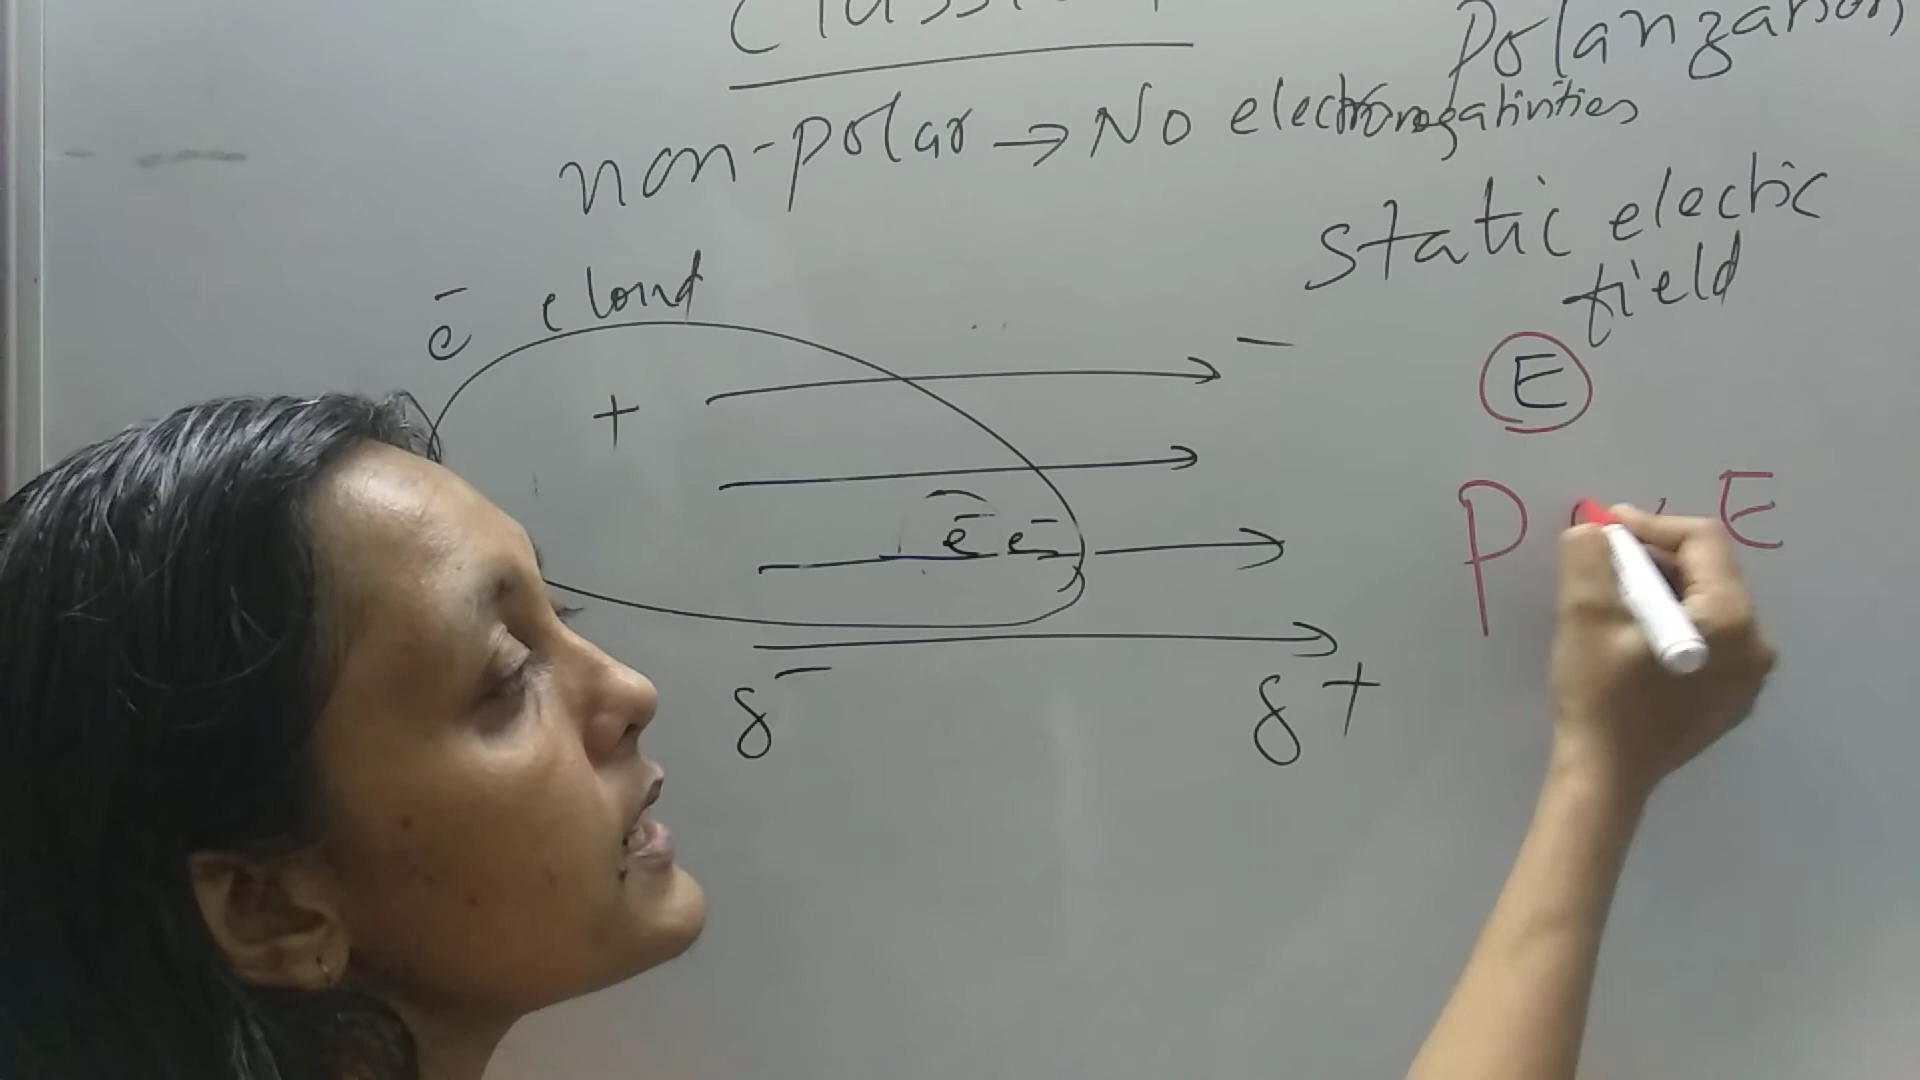 Polarization
non-polar → No electronegativities
static electric
field
e⁻ cloud
E
+
-
e⁻ e⁻
P E
δ- δ+